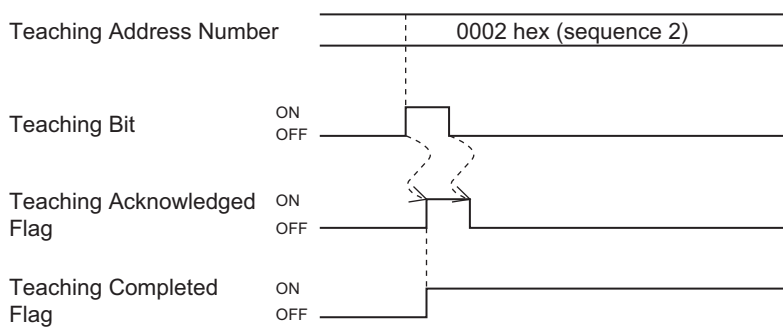 Teaching Address Number
0002 hex (sequence 2)
Teaching Bit
ON
OFF
Teaching Acknowledged
Flag
ON
OFF
Teaching Completed
Flag
ON
OFF